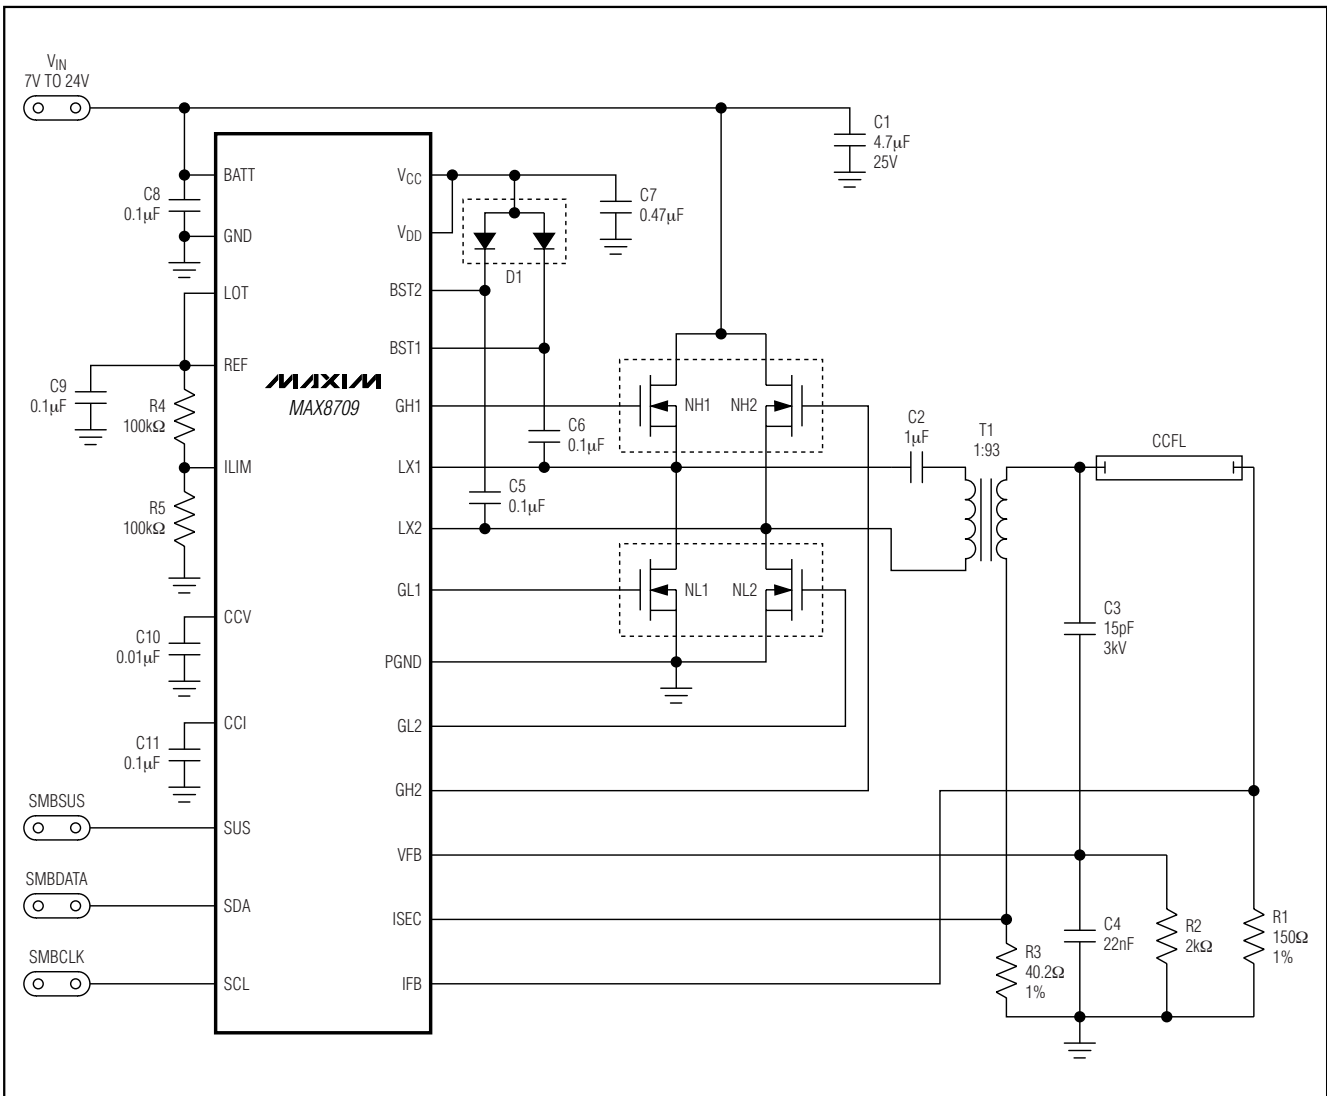 VIN
7V TO 24V
C1
4.7µF
25V
C8
0.1µF
BATT
GND
LOT
REF
C9
0.1µF
R4
100kΩ
ILIM
R5
100kΩ
CCV
C10
0.01µF
CCI
C11
0.1µF
SMBSUS
SUS
SMBDATA
SDA
SMBCLK
SCL
MAXIM
MAX8709
VCC
VDD
BST2
BST1
GH1
LX1
LX2
GL1
PGND
GL2
GH2
VFB
ISEC
IFB
D1
C7
0.47µF
C6
0.1µF
C5
0.1µF
NH1
NH2
NL1
NL2
C2
1µF
T1
1:93
CCFL
C3
15pF
3kV
C4
22nF
R2
2kΩ
R1
150Ω
1%
R3
40.2Ω
1%